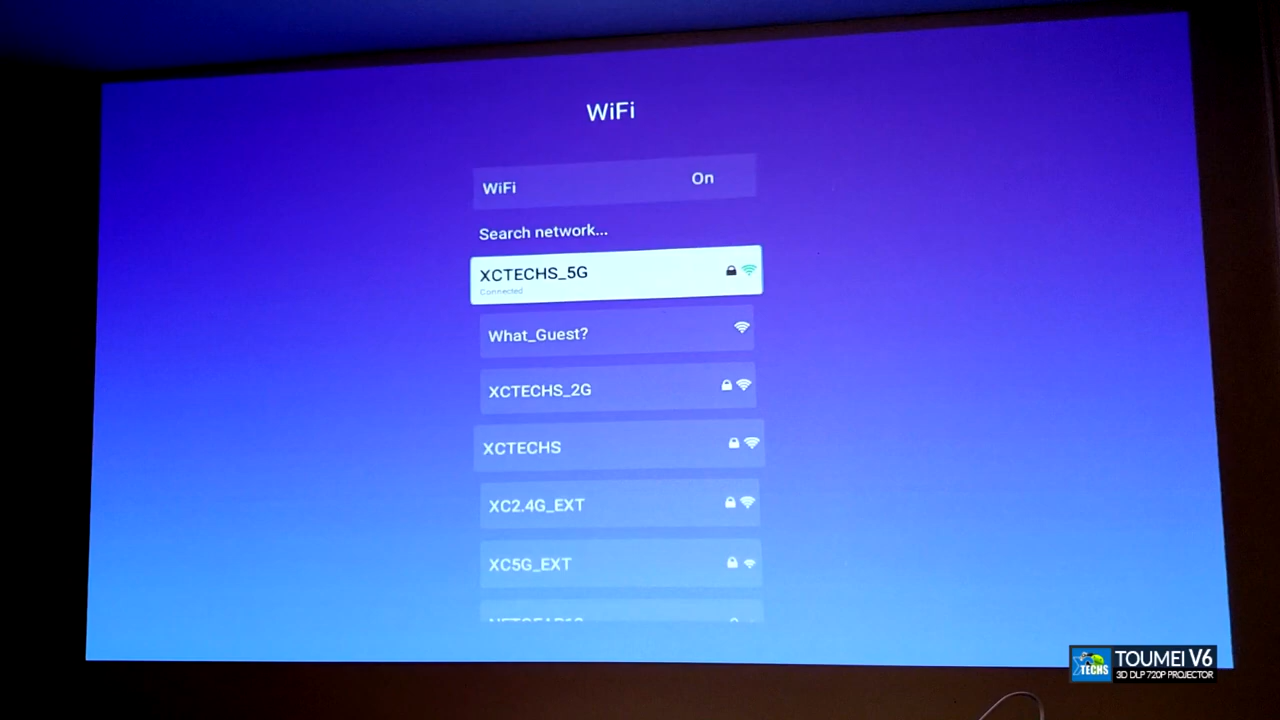 WiFi
WiFi On
Search network...
XCTECHS_5G
Connected
What_Guest?
XCTECHS_2G
XCTECHS
XC2.4G_EXT
XC5G_EXT
TECHS
TOUMEI V6
3D DLP 720P PROJECTOR